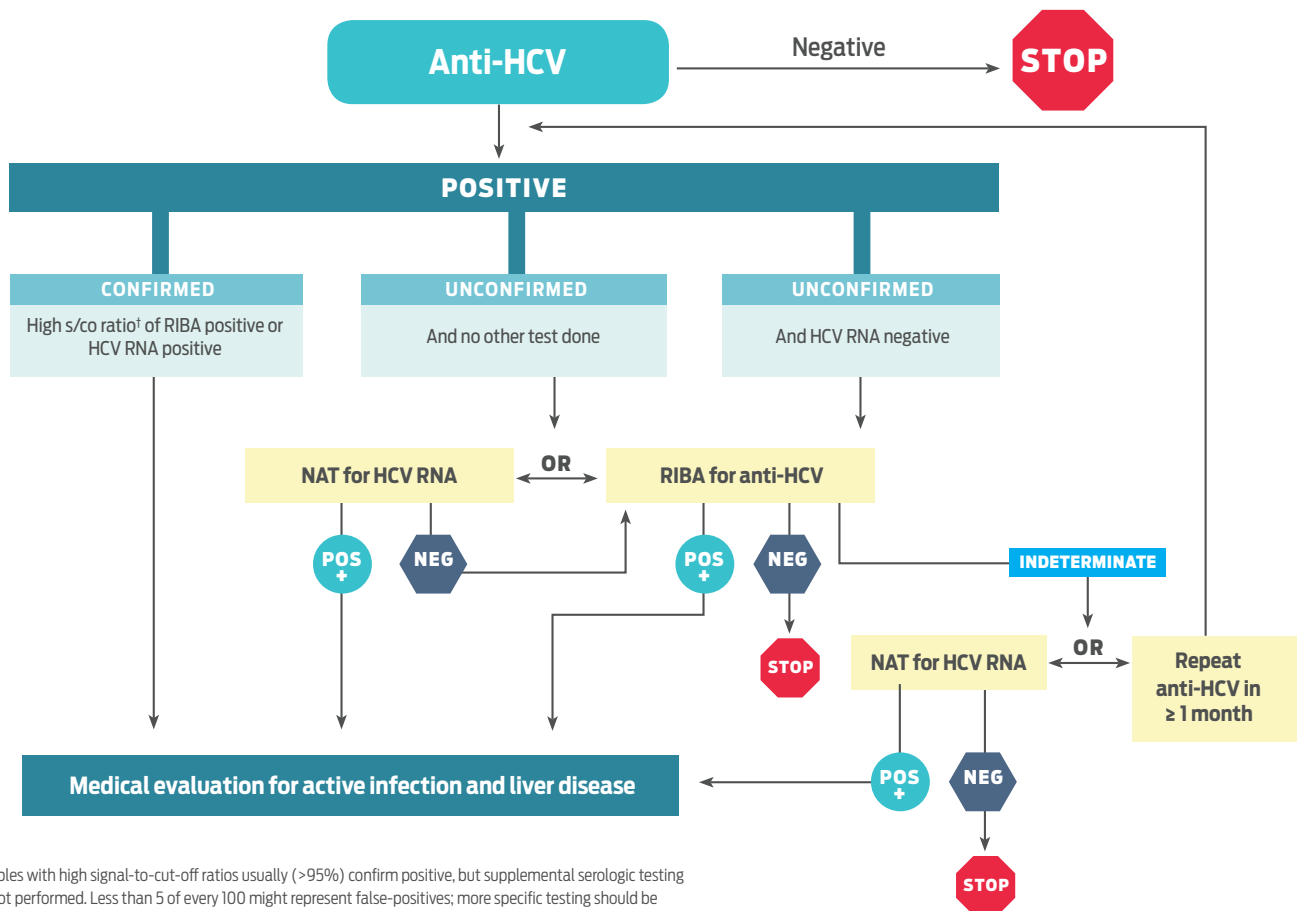 Anti-HCV
Negative
STOP
POSITIVE
CONFIRMED
High s/co ratio† of RIBA positive or
HCV RNA positive
UNCONFIRMED
And no other test done
UNCONFIRMED
And HCV RNA negative
NAT for HCV RNA
OR
RIBA for anti-HCV
POS
+
NEG
POS
+
NEG
INDETERMINATE
STOP
NAT for HCV RNA
OR
Repeat
anti-HCV in
≥ 1 month
Medical evaluation for active infection and liver disease
POS
+
NEG
STOP
with high signal-to-cut-off ratios usually (>95%) confirm positive, but supplemental serologic testing
performed. Less than 5 of every 100 might represent false-positives; more specific testing should be